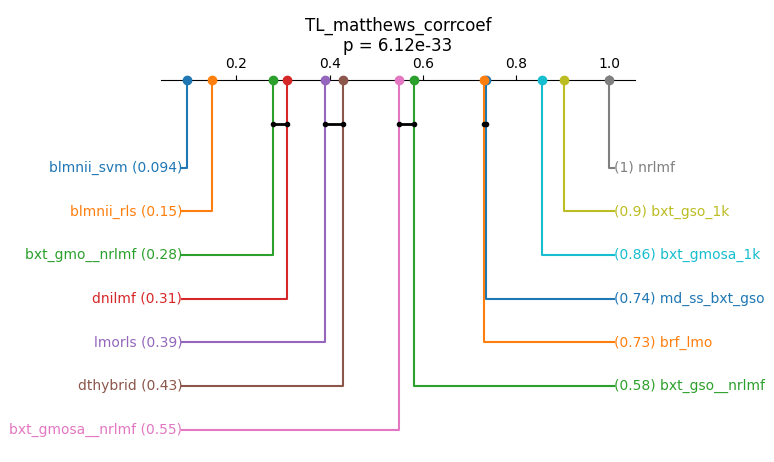 TL_matthews_corrcoef
p = 6.12e-33
0.2 0.4 0.6 0.8 1.0
blmnii_svm (0.094) (1) nrlmf
blmnii_rls (0.15) (0.9) bxt_gso_1k
bxt_gmo__nrlmf (0.28) (0.86) bxt_gmosa_1k
dnilmf (0.31) (0.74) md_ss_bxt_gso
lmorls (0.39) (0.73) brf_lmo
dthybrid (0.43) (0.58) bxt_gso__nrlmf
bxt_gmosa__nrlmf (0.55)